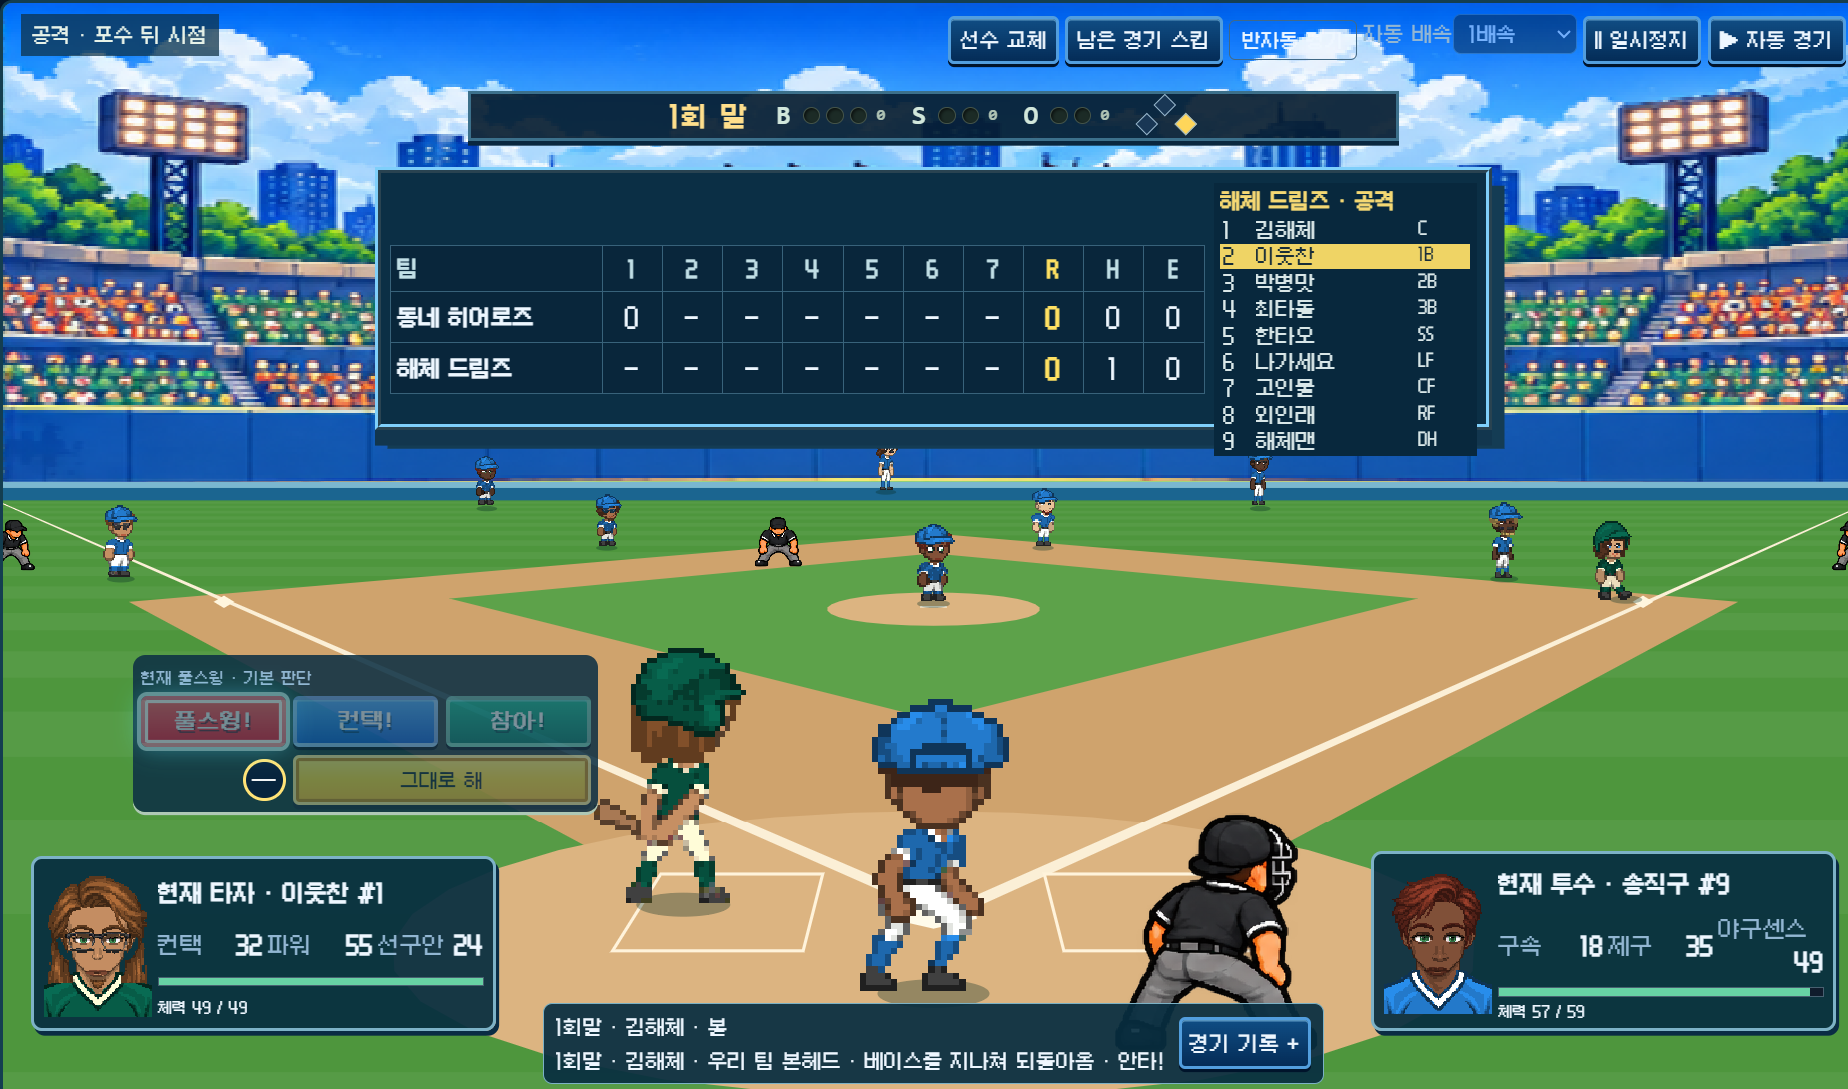 공격 · 포수 뒤 시점
선수 교체
남은 경기 스킵
반자동
자동 배속
1배속
Ⅱ 일시정지
▶ 자동 경기
1회 말 B 0 S 0 O 0
팀 1 2 3 4 5 6 7 R H E
동네 히어로즈 0 - - - - - - 0 0 0
해체 드림즈 - - - - - - - 0 1 0
해체 드림즈 · 공격
1 김해체 C
2 이웃찬 1B
3 박병맛 2B
4 최타돌 3B
5 한타오 SS
6 나가세요 LF
7 고인물 CF
8 외인래 RF
9 해체맨 DH
현재 풀스윙 · 기본 판단
풀스윙!
컨택!
참아!
그대로 해
현재 타자 · 이웃찬 #1
컨택 32 파워 55 선구안 24
체력 49 / 49
현재 투수 · 송직구 #9
구속 18 제구 35 야구센스 49
체력 57 / 59
1회말 · 김해체 · 볼
1회말 · 김해체 · 우리 팀 본헤드 · 베이스를 지나쳐 되돌아옴 · 안타!
경기 기록 +